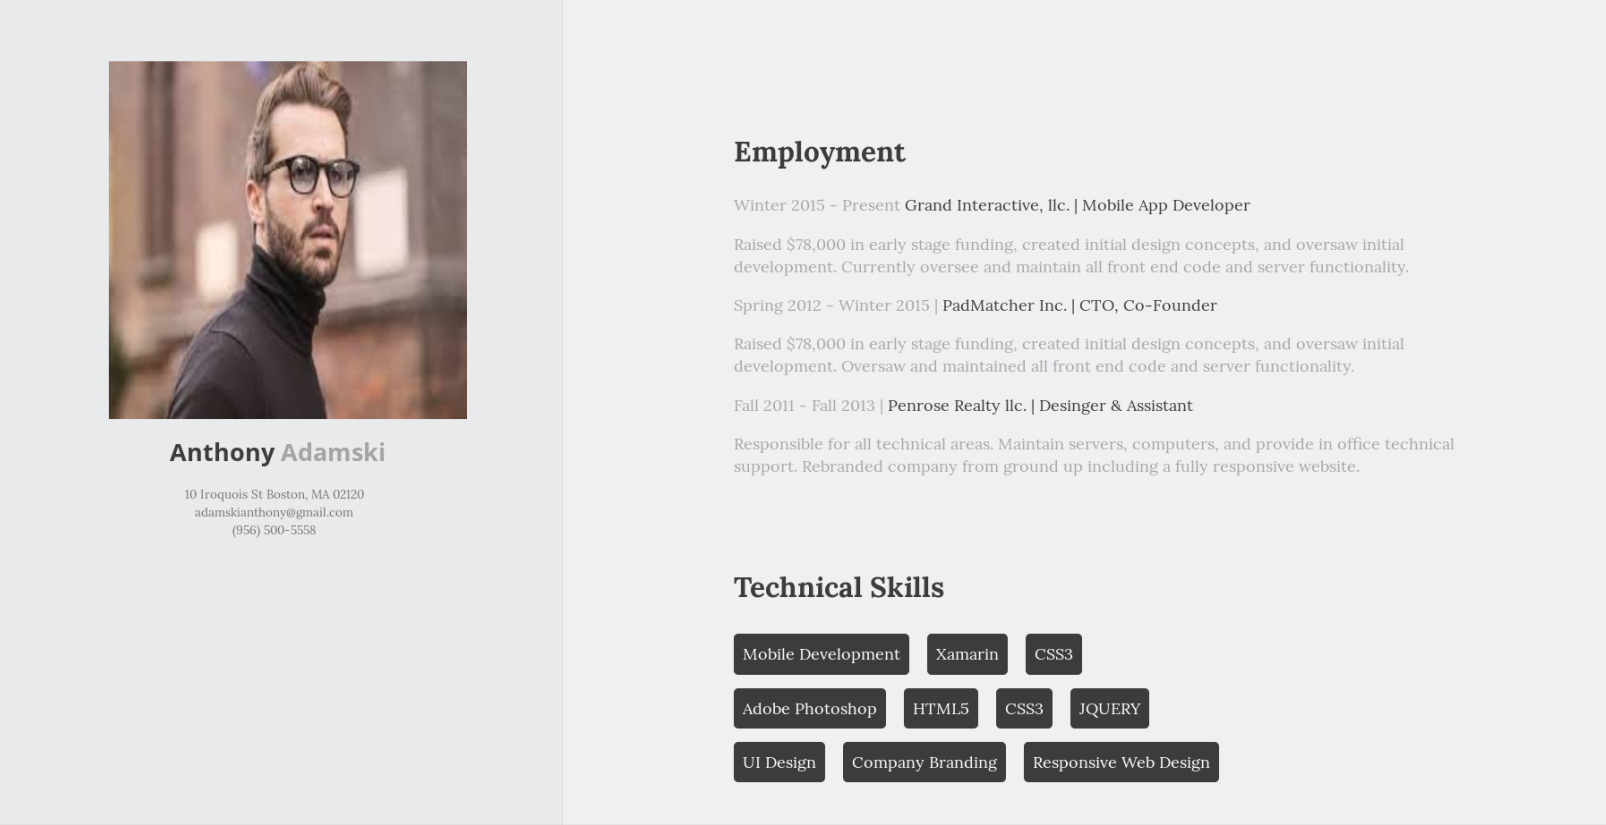 Anthony Adamski
10 Iroquois St Boston, MA 02120
adamskianthony@gmail.com
(956) 500-5558
Employment
Winter 2015 - Present Grand Interactive, llc. | Mobile App Developer
Raised $78,000 in early stage funding, created initial design concepts, and oversaw initial
development. Currently oversee and maintain all front end code and server functionality.
Spring 2012 - Winter 2015 | PadMatcher Inc. | CTO, Co-Founder
Raised $78,000 in early stage funding, created initial design concepts, and oversaw initial
development. Oversaw and maintained all front end code and server functionality.
Fall 2011 - Fall 2013 | Penrose Realty llc. | Desinger & Assistant
Responsible for all technical areas. Maintain servers, computers, and provide in office technical
support. Rebranded company from ground up including a fully responsive website.
Technical Skills
Mobile Development Xamarin CSS3
Adobe Photoshop HTML5 CSS3 JQUERY
UI Design Company Branding Responsive Web Design